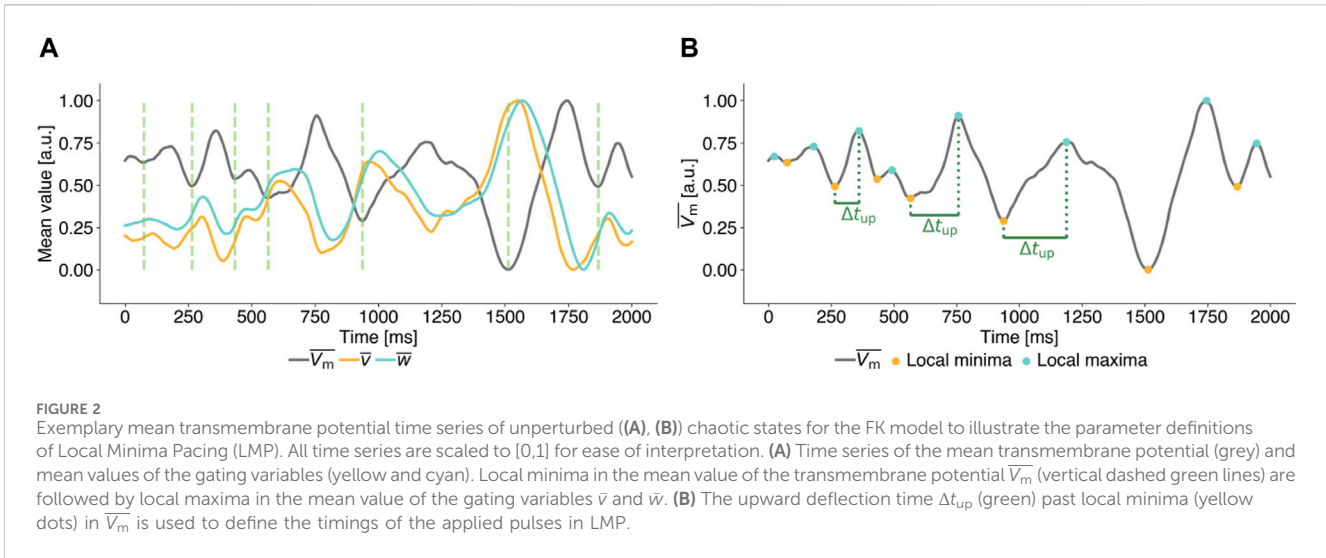 A
B
1.00
0.75
0.50
0.25
0.00
Mean value [a.u.]
0 250 500 750 1000 1250 1500 1750 2000
Time [ms]
V̅m v̅ w̅
1.00
0.75
0.50
0.25
0.00
V̅m [a.u.]
Δtup
Δtup
Δtup
0 250 500 750 1000 1250 1500 1750 2000
Time [ms]
V̅m Local minima Local maxima
FIGURE 2
Exemplary mean transmembrane potential time series of unperturbed ((A), (B)) chaotic states for the FK model to illustrate the parameter definitions
of Local Minima Pacing (LMP). All time series are scaled to [0,1] for ease of interpretation. (A) Time series of the mean transmembrane potential (grey) and
mean values of the gating variables (yellow and cyan). Local minima in the mean value of the transmembrane potential V̅m (vertical dashed green lines) are
followed by local maxima in the mean value of the gating variables v̅ and w̅. (B) The upward deflection time Δtup (green) past local minima (yellow
dots) in V̅m is used to define the timings of the applied pulses in LMP.